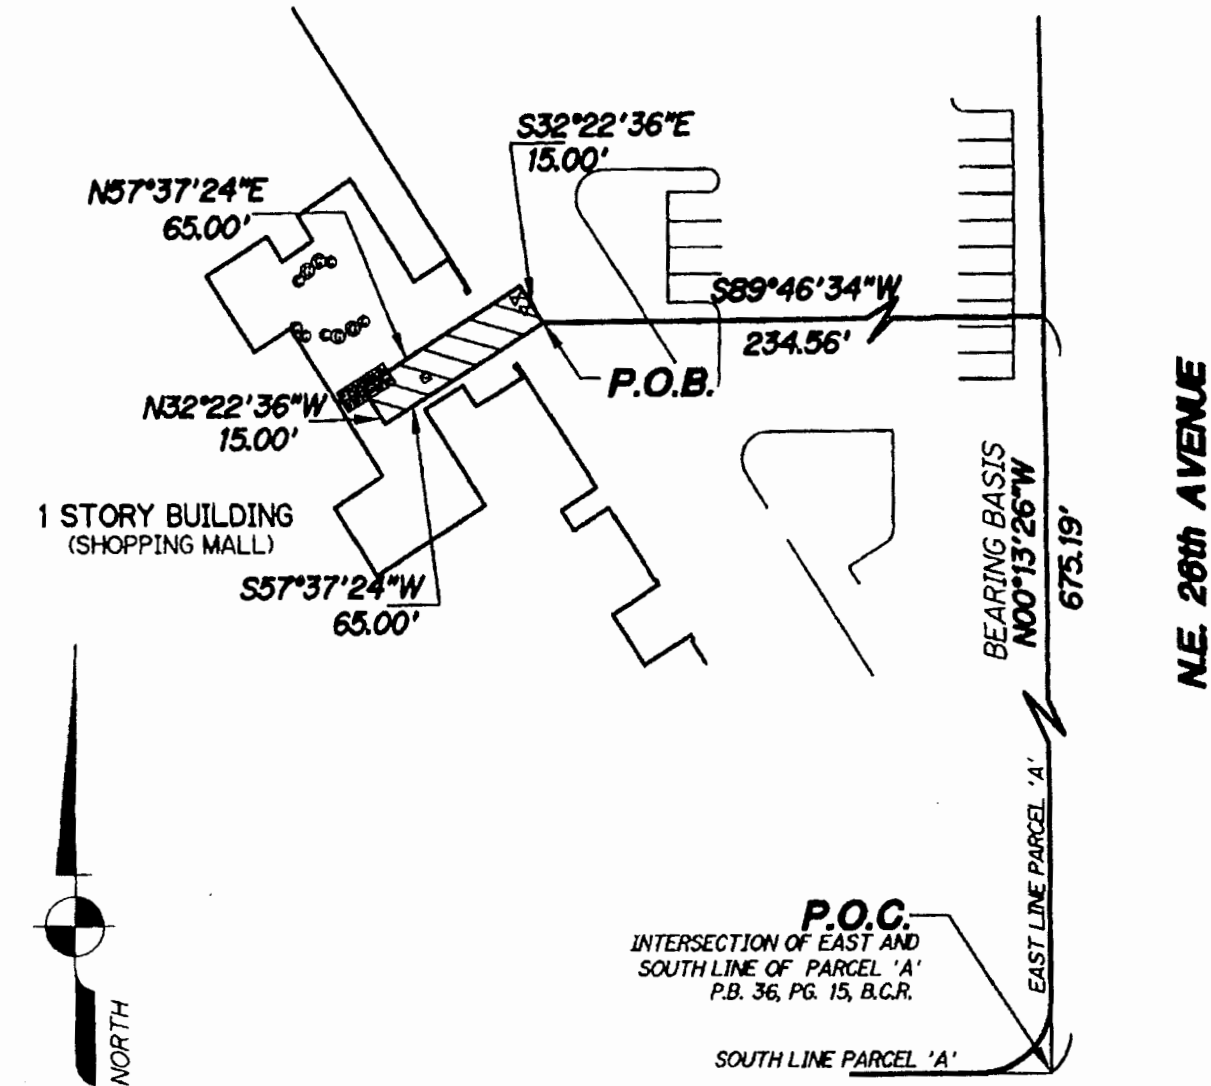 S32°22'36"E
15.00'
N57°37'24"E
65.00'
S89°46'34"W
234.56'
P.O.B.
N32°22'36"W
15.00'
1 STORY BUILDING
(SHOPPING MALL)
S57°37'24"W
65.00'
BEARING BASIS
N00°13'26"W
675.19'
N.E. 26th AVENUE
EAST LINE PARCEL 'A'
P.O.C.
INTERSECTION OF EAST AND
SOUTH LINE OF PARCEL 'A'
P.B. 36, PG. 15, B.C.R.
SOUTH LINE PARCEL 'A'
NORTH